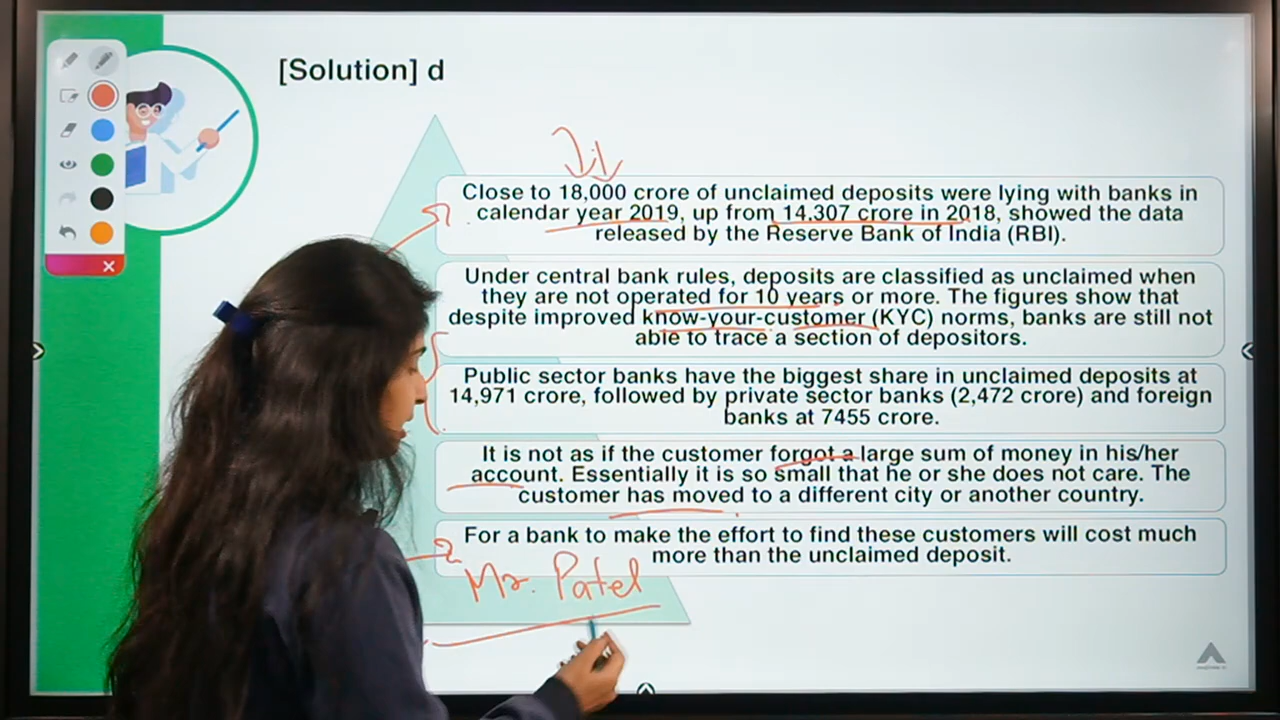 [Solution] d
Close to 18,000 crore of unclaimed deposits were lying with banks in
calendar year 2019, up from 14,307 crore in 2018, showed the data
released by the Reserve Bank of India (RBI).
Under central bank rules, deposits are classified as unclaimed when
they are not operated for 10 years or more. The figures show that
despite improved know-your-customer (KYC) norms, banks are still not
able to trace a section of depositors.
Public sector banks have the biggest share in unclaimed deposits at
14,971 crore, followed by private sector banks (2,472 crore) and foreign
banks at 7455 crore.
It is not as if the customer forgot a large sum of money in his/her
account. Essentially it is so small that he or she does not care. The
customer has moved to a different city or another country.
For a bank to make the effort to find these customers will cost much
more than the unclaimed deposit.
Mr. Patel